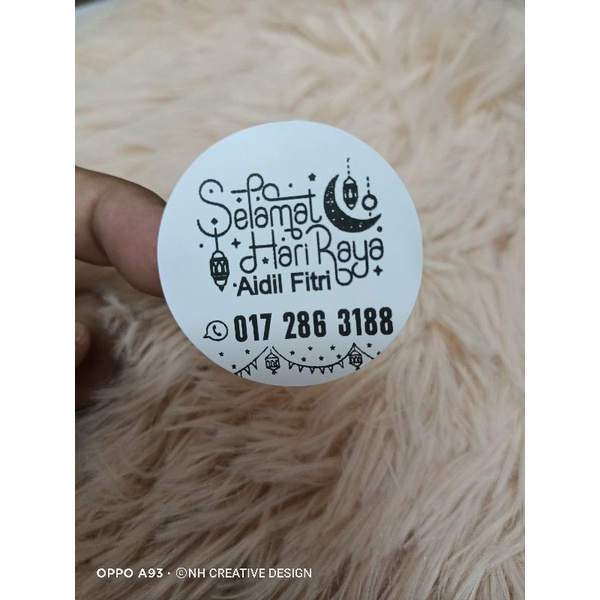 Selamat
Hari Raya
Aidil Fitri
017 286 3188
OPPO A93 · ©NH CREATIVE DESIGN